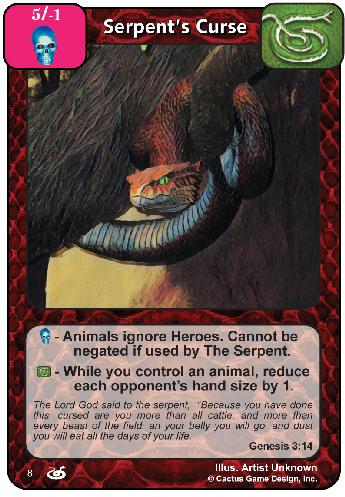 5/-1
Serpent's Curse
- Animals ignore Heroes. Cannot be
negated if used by The Serpent.
- While you control an animal, reduce
each opponent's hand size by 1.
The Lord God said to the serpent, "Because you have done
this, cursed are you more than all cattle, and more than
every beast of the field; on your belly you will go, and dust
you will eat all the days of your life.
Genesis 3:14
8
Illus. Artist Unknown
© Cactus Game Design, Inc.